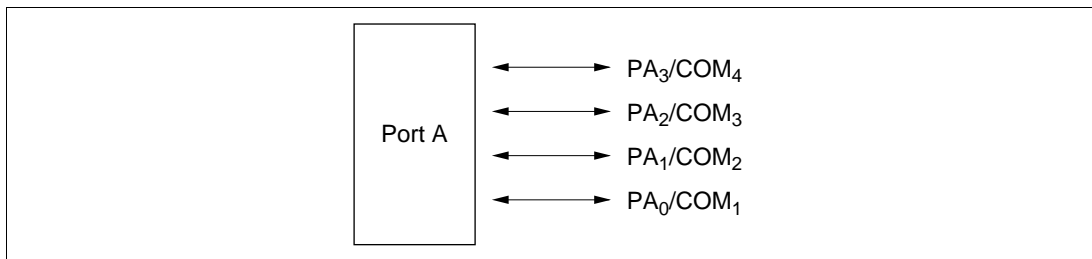 Port A
PA₃/COM₄
PA₂/COM₃
PA₁/COM₂
PA₀/COM₁